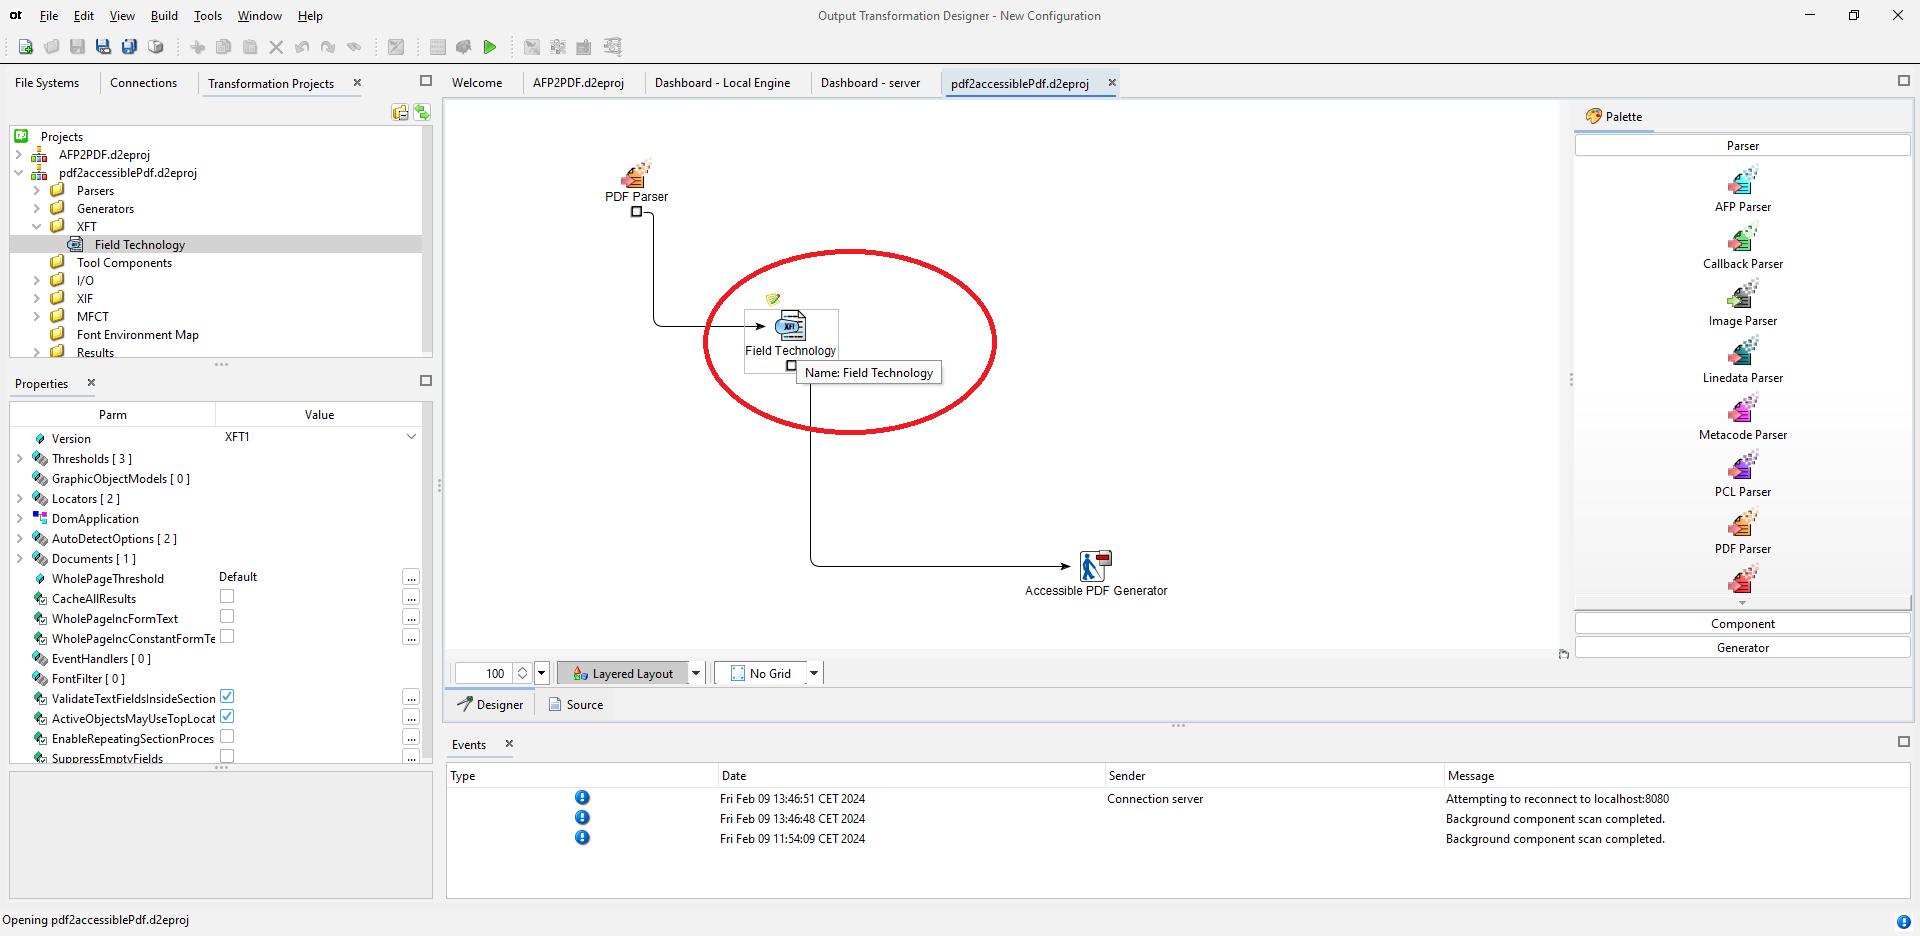 ot File Edit View Build Tools Window Help Output Transformation Designer - New Configuration
File Systems Connections Transformation Projects
Projects
AFP2PDF.d2eproj
pdf2accessiblePdf.d2eproj
Parsers
Generators
XFT
Field Technology
Tool Components
I/O
XIF
MFCT
Font Environment Map
Results
Properties
Parm Value
Version XFT1
Thresholds [ 3 ]
GraphicObjectModels [ 0 ]
Locators [ 2 ]
DomApplication
AutoDetectOptions [ 2 ]
Documents [ 1 ]
WholePageThreshold Default ...
CacheAllResults ...
WholePageIncFormText ...
WholePageIncConstantFormTe ...
EventHandlers [ 0 ]
FontFilter [ 0 ]
ValidateTextFieldsInsideSection ...
ActiveObjectsMayUseTopLocat ...
EnableRepeatingSectionProces ...
SuppressEmptyFields ...
Welcome AFP2PDF.d2eproj Dashboard - Local Engine Dashboard - server pdf2accessiblePdf.d2eproj
PDF Parser
XFT
Field Technology
Name: Field Technology
Accessible PDF Generator
100 Layered Layout No Grid
Designer Source
Palette
Parser
AFP Parser
Callback Parser
Image Parser
Linedata Parser
Metacode Parser
PCL Parser
PDF Parser
Component
Generator
Events
Type Date Sender Message
Fri Feb 09 13:46:51 CET 2024 Connection server Attempting to reconnect to localhost:8080
Fri Feb 09 13:46:48 CET 2024 Background component scan completed.
Fri Feb 09 11:54:09 CET 2024 Background component scan completed.
Opening pdf2accessiblePdf.d2eproj